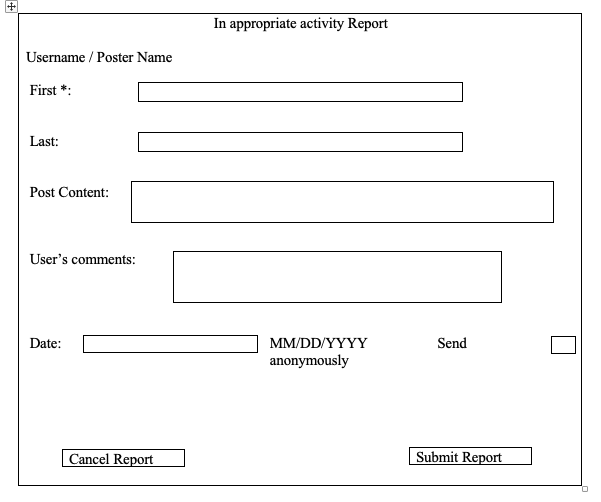 In appropriate activity Report
Username / Poster Name
First *:
Last:
Post Content:
User's comments:
Date: MM/DD/YYYY Send
anonymously
Cancel Report Submit Report